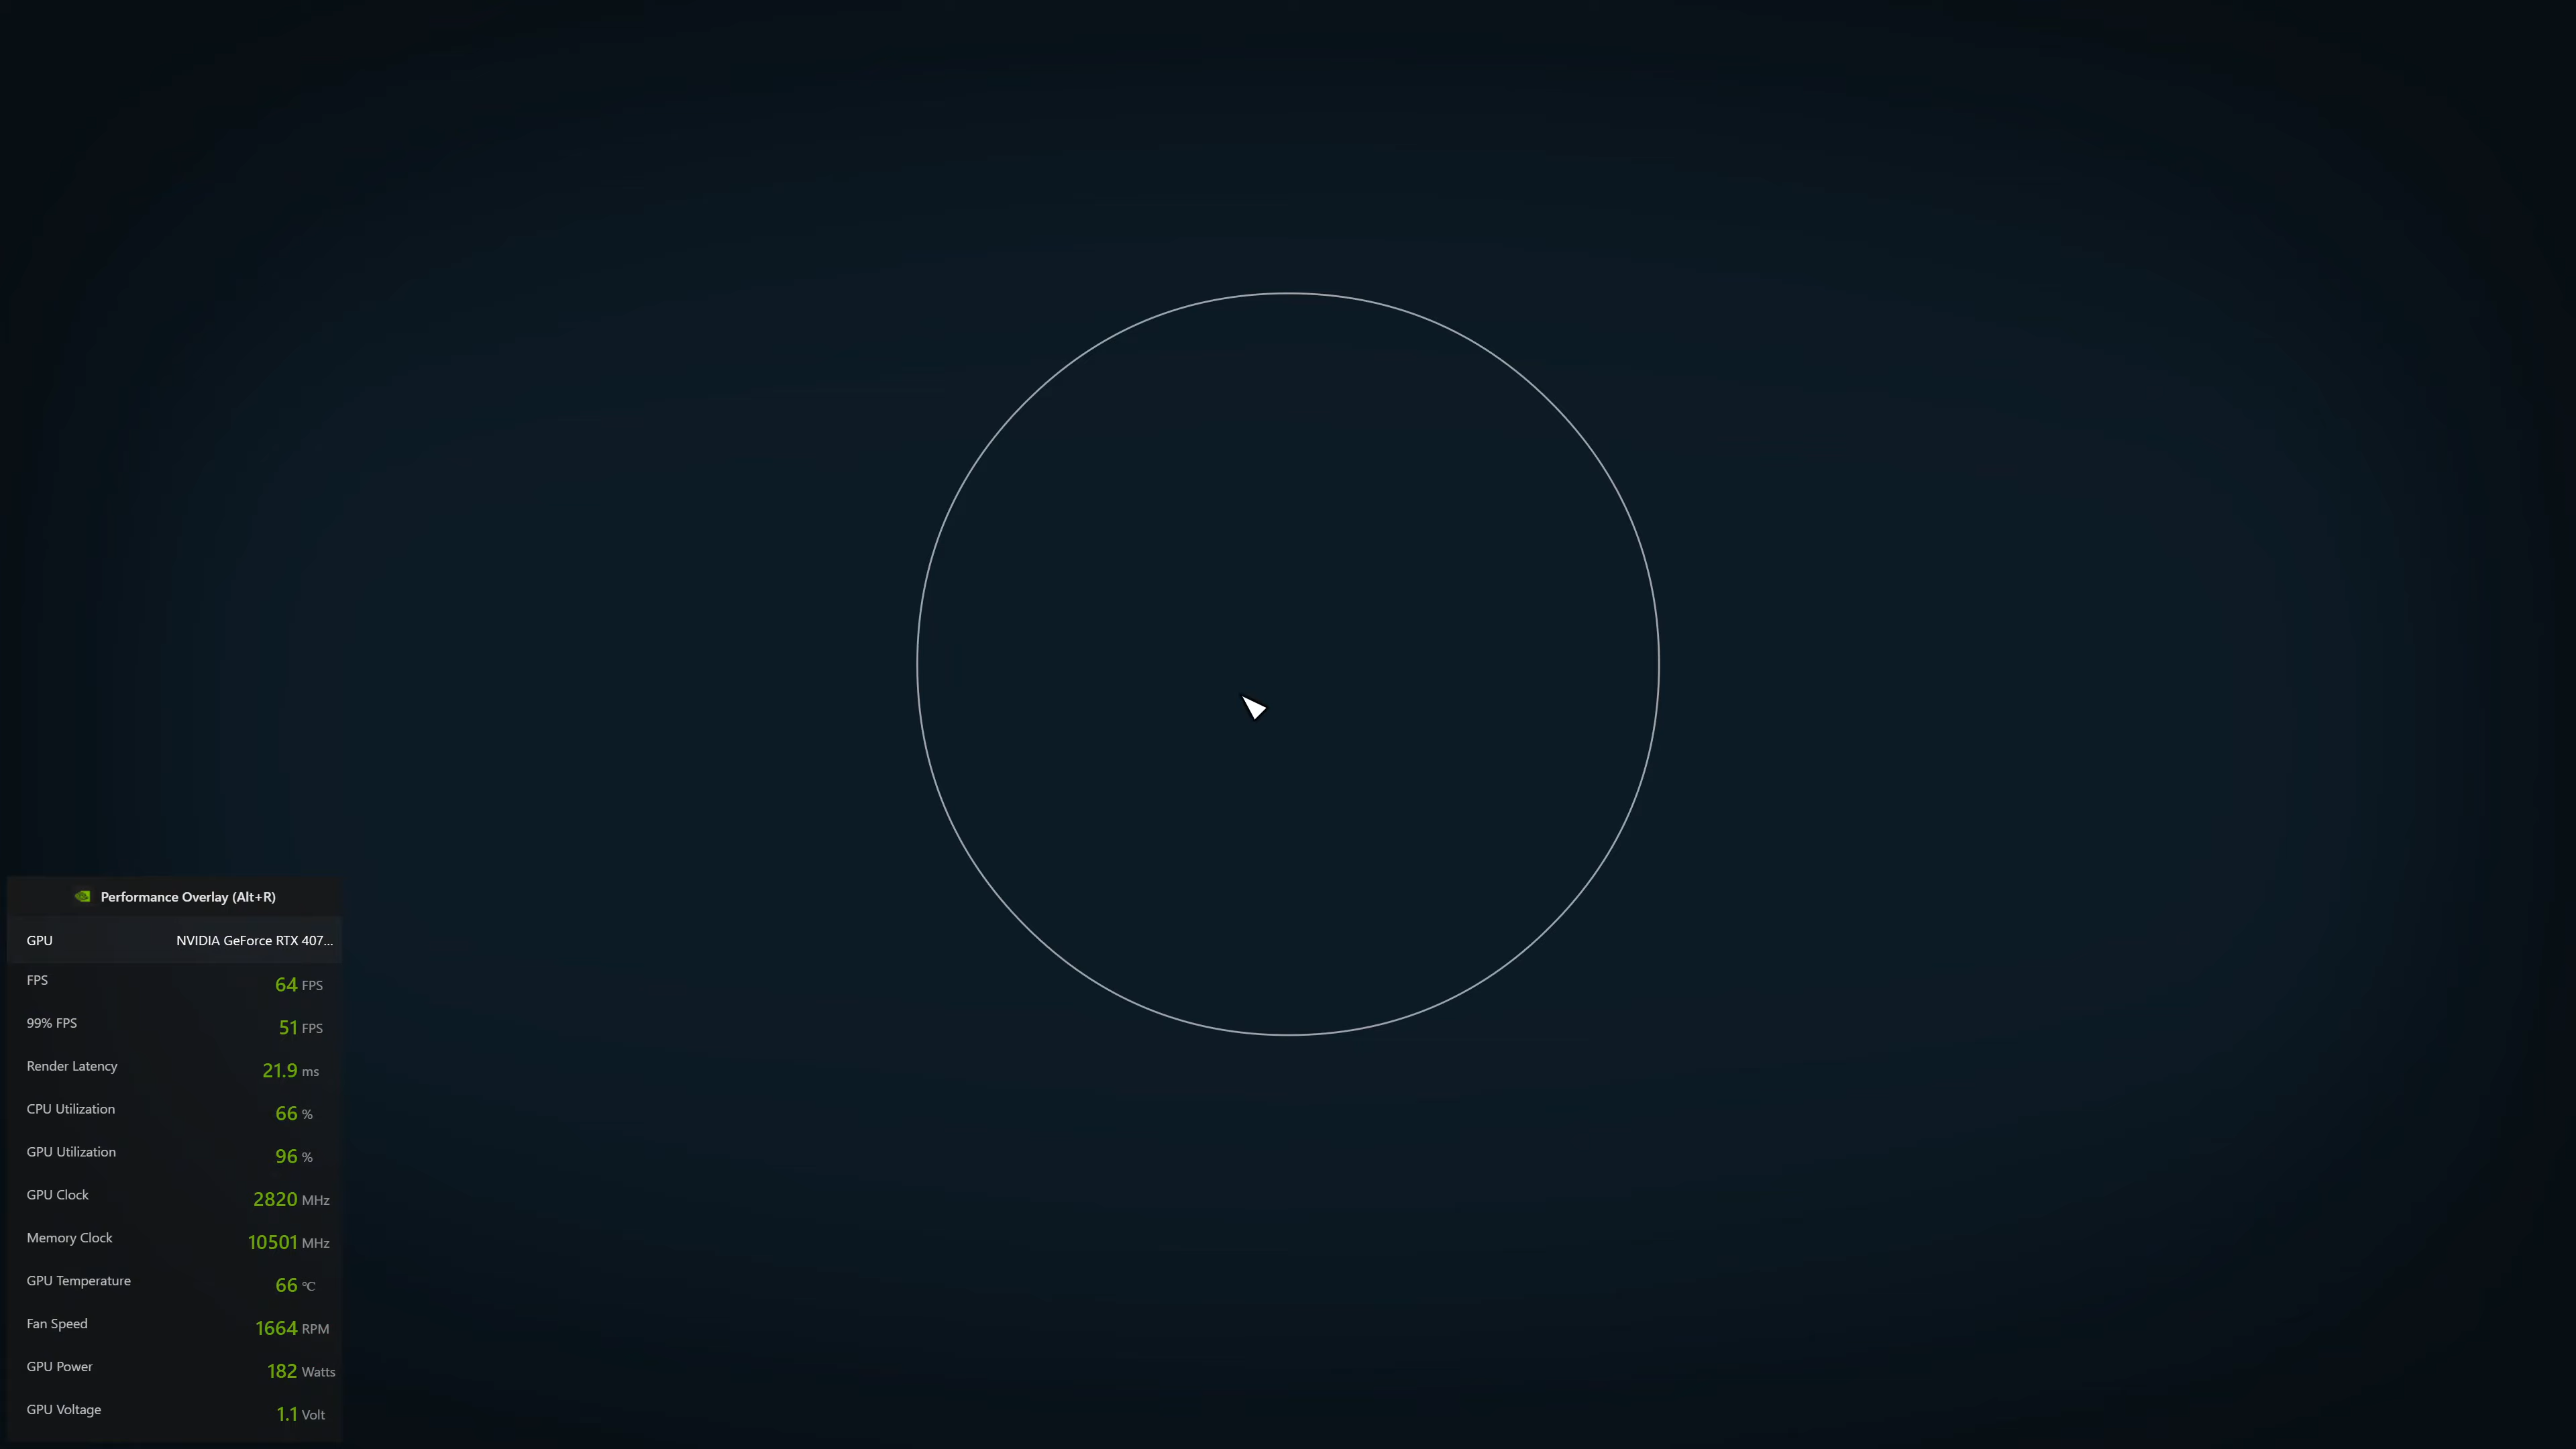 Performance Overlay (Alt+R)
GPU NVIDIA GeForce RTX 407...
FPS 64 FPS
99% FPS 51 FPS
Render Latency 21.9 ms
CPU Utilization 66 %
GPU Utilization 96 %
GPU Clock 2820 MHz
Memory Clock 10501 MHz
GPU Temperature 66 °C
Fan Speed 1664 RPM
GPU Power 182 Watts
GPU Voltage 1.1 Volt